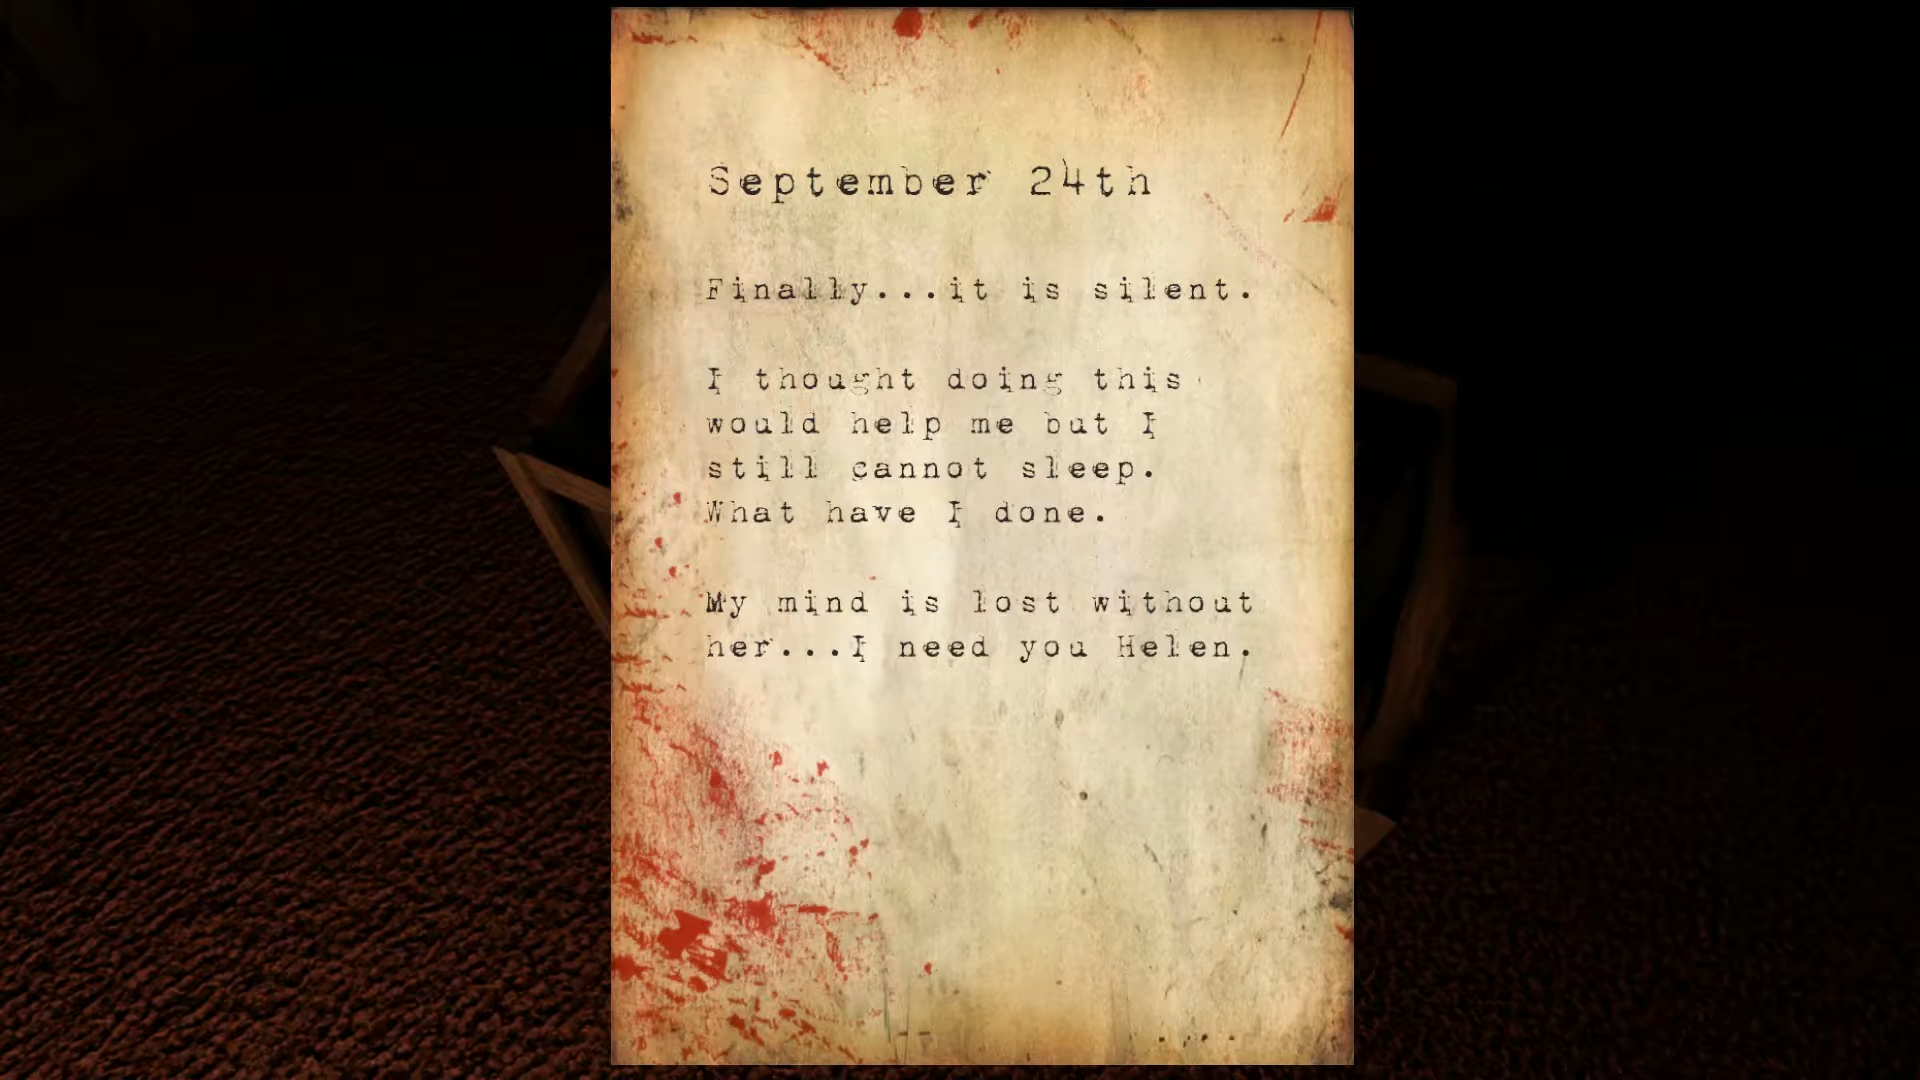 September 24th
Finally...it is silent.
I thought doing this
would help me but I
still cannot sleep.
What have I done.
My mind is lost without
her...I need you Helen.